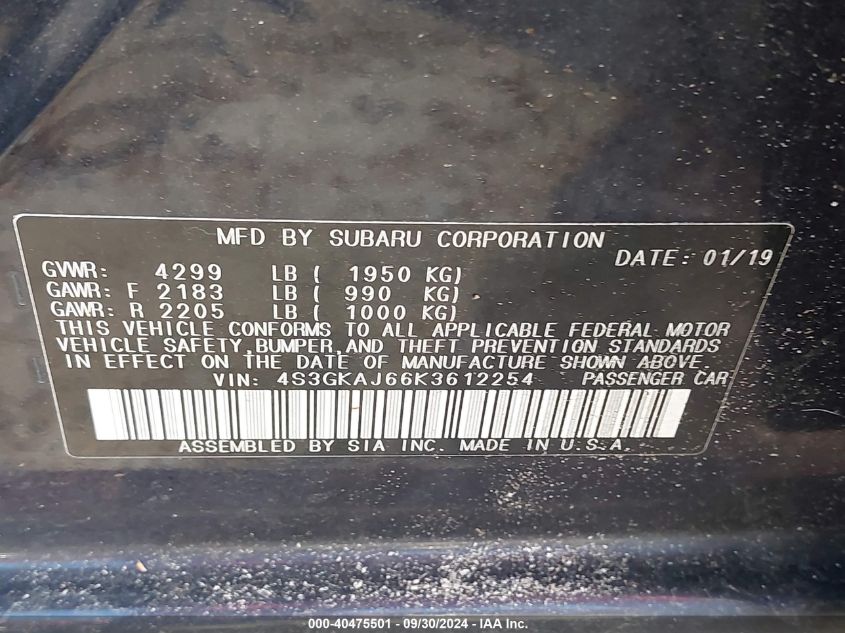 MFD BY SUBARU CORPORATION
DATE: 01/19
GVWR: 4299 LB ( 1950 KG)
GAWR: F 2183 LB ( 990 KG)
GAWR: R 2205 LB ( 1000 KG)
THIS VEHICLE CONFORMS TO ALL APPLICABLE FEDERAL MOTOR
VEHICLE SAFETY,BUMPER,AND THEFT PREVENTION STANDARDS
IN EFFECT ON THE DATE OF MANUFACTURE SHOWN ABOVE.
VIN: 4S3GKAJ66K3612254 PASSENGER CAR
ASSEMBLED BY SIA INC. MADE IN U.S.A.
000-40475501 - 09/30/2024 - IAA Inc.